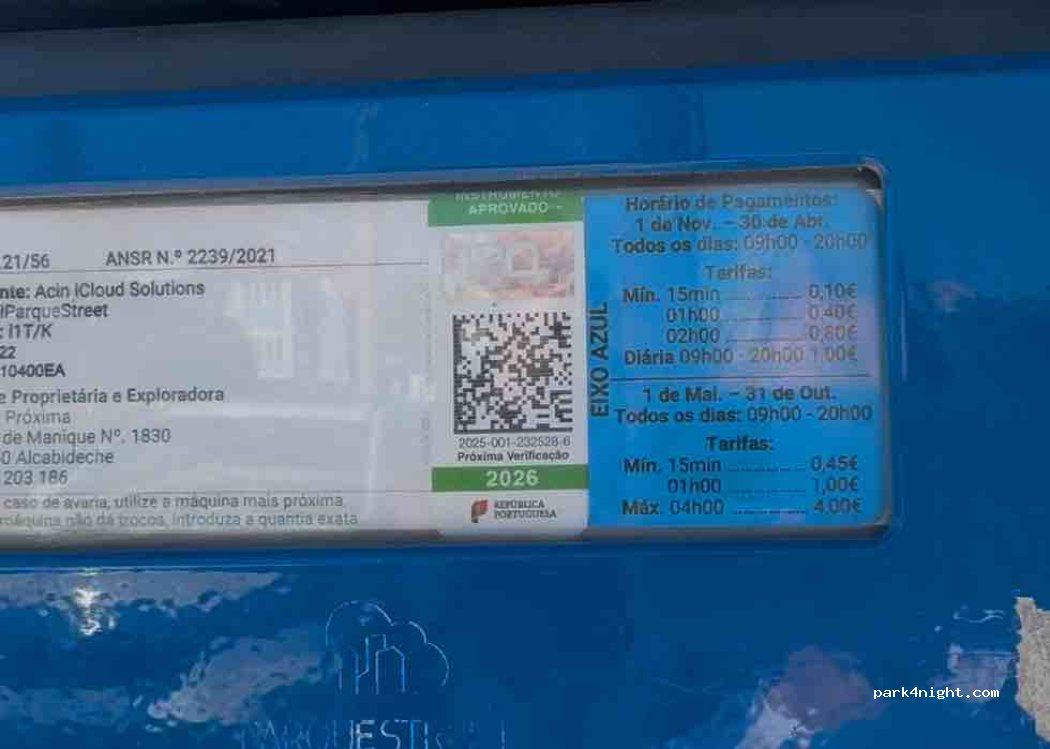 21/56 ANSR N.º 2239/2021
nte: Acin iCloud Solutions
iParqueStreet
: i1T/K
22
10400EA
e Proprietária e Exploradora
Próxima
de Manique Nº. 1830
0 Alcabideche
203 186
caso de avaria, utilize a máquina mais próxima
máquina não dá trocos, introduza a quantia exata
INSTRUMENTO
APROVADO -
2025-001-232528-6
Próxima Verificação
2026
REPÚBLICA
PORTUGUESA
EIXO AZUL
Horário de Pagamentos:
1 de Nov. – 30 de Abr.
Todos os dias: 09h00 - 20h00
Tarifas:
Mín. 15min 0,10€
01h00 0,40€
02h00 0,80€
Diária 09h00 - 20h00 1,00€
1 de Mai. – 31 de Out.
Todos os dias: 09h00 - 20h00
Tarifas:
Mín. 15min 0,45€
01h00 1,00€
Máx. 04h00 4,00€
park4night.com